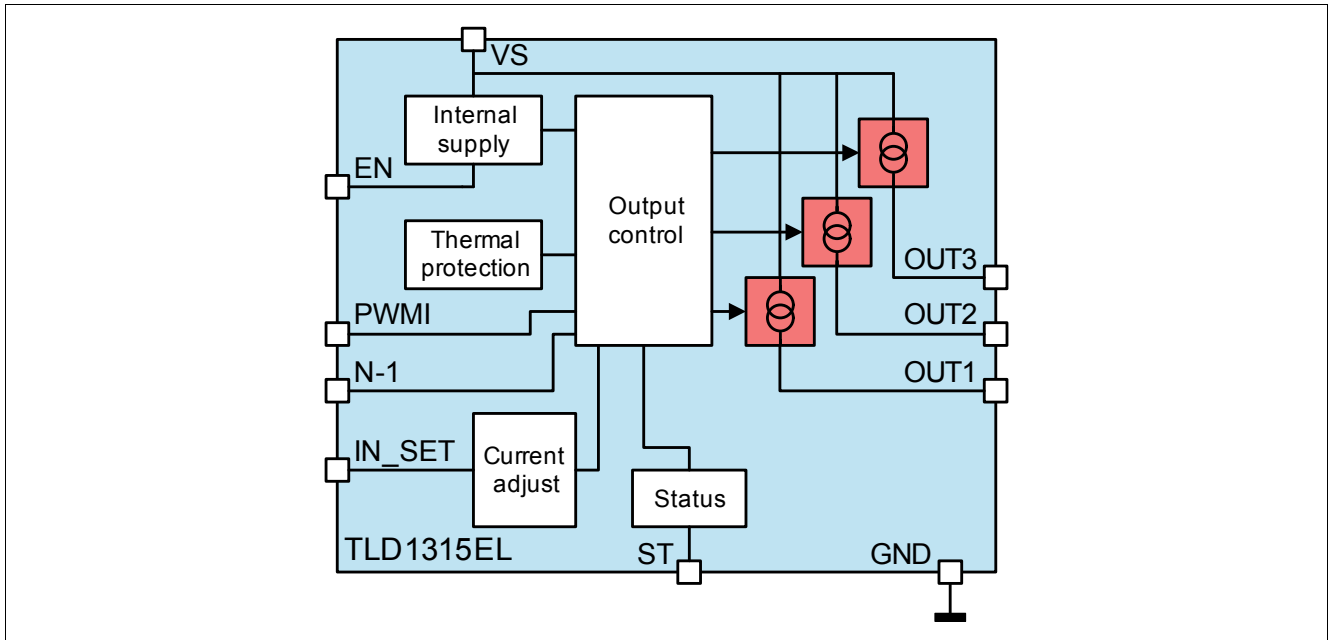 VS
Internal
supply
EN
Output
control
Thermal
protection
OUT3
PWMI
OUT2
N-1
OUT1
IN_SET
Current
adjust
Status
TLD1315EL
ST
GND